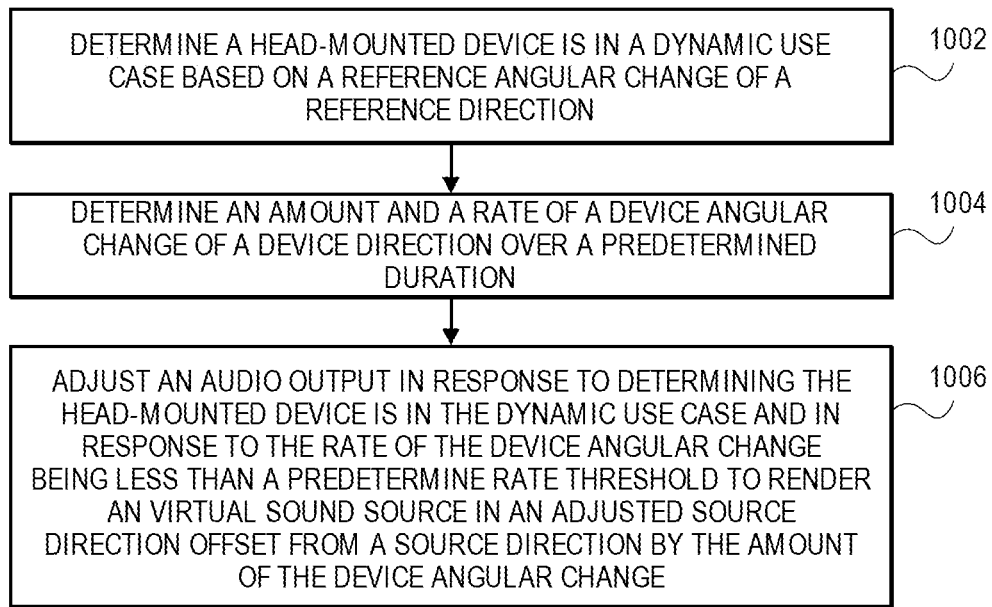 DETERMINE A HEAD-MOUNTED DEVICE IS IN A DYNAMIC USE
CASE BASED ON A REFERENCE ANGULAR CHANGE OF A
REFERENCE DIRECTION
1002
DETERMINE AN AMOUNT AND A RATE OF A DEVICE ANGULAR
CHANGE OF A DEVICE DIRECTION OVER A PREDETERMINED
DURATION
1004
ADJUST AN AUDIO OUTPUT IN RESPONSE TO DETERMINING THE
HEAD-MOUNTED DEVICE IS IN THE DYNAMIC USE CASE AND IN
RESPONSE TO THE RATE OF THE DEVICE ANGULAR CHANGE
BEING LESS THAN A PREDETERMINE RATE THRESHOLD TO RENDER
AN VIRTUAL SOUND SOURCE IN AN ADJUSTED SOURCE
DIRECTION OFFSET FROM A SOURCE DIRECTION BY THE AMOUNT
OF THE DEVICE ANGULAR CHANGE
1006